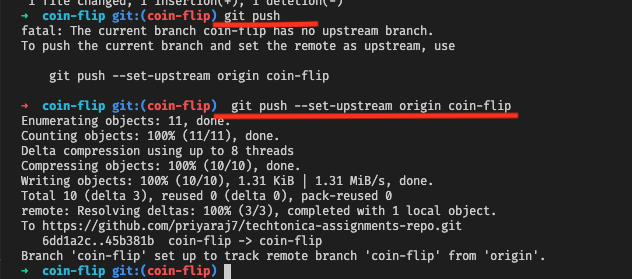 1 file changed, 1 insertion(+), 1 deletion(-)
➜  coin-flip git:(coin-flip) git push
fatal: The current branch coin-flip has no upstream branch.
To push the current branch and set the remote as upstream, use
    git push --set-upstream origin coin-flip
➜  coin-flip git:(coin-flip)  git push --set-upstream origin coin-flip
Enumerating objects: 11, done.
Counting objects: 100% (11/11), done.
Delta compression using up to 8 threads
Compressing objects: 100% (10/10), done.
Writing objects: 100% (10/10), 1.31 KiB | 1.31 MiB/s, done.
Total 10 (delta 3), reused 0 (delta 0), pack-reused 0
remote: Resolving deltas: 100% (3/3), completed with 1 local object.
To https://github.com/priyaraj7/techtonica-assignments-repo.git
   6dd1a2c..45b381b  coin-flip -> coin-flip
Branch 'coin-flip' set up to track remote branch 'coin-flip' from 'origin'.
➜  coin-flip git:(coin-flip)